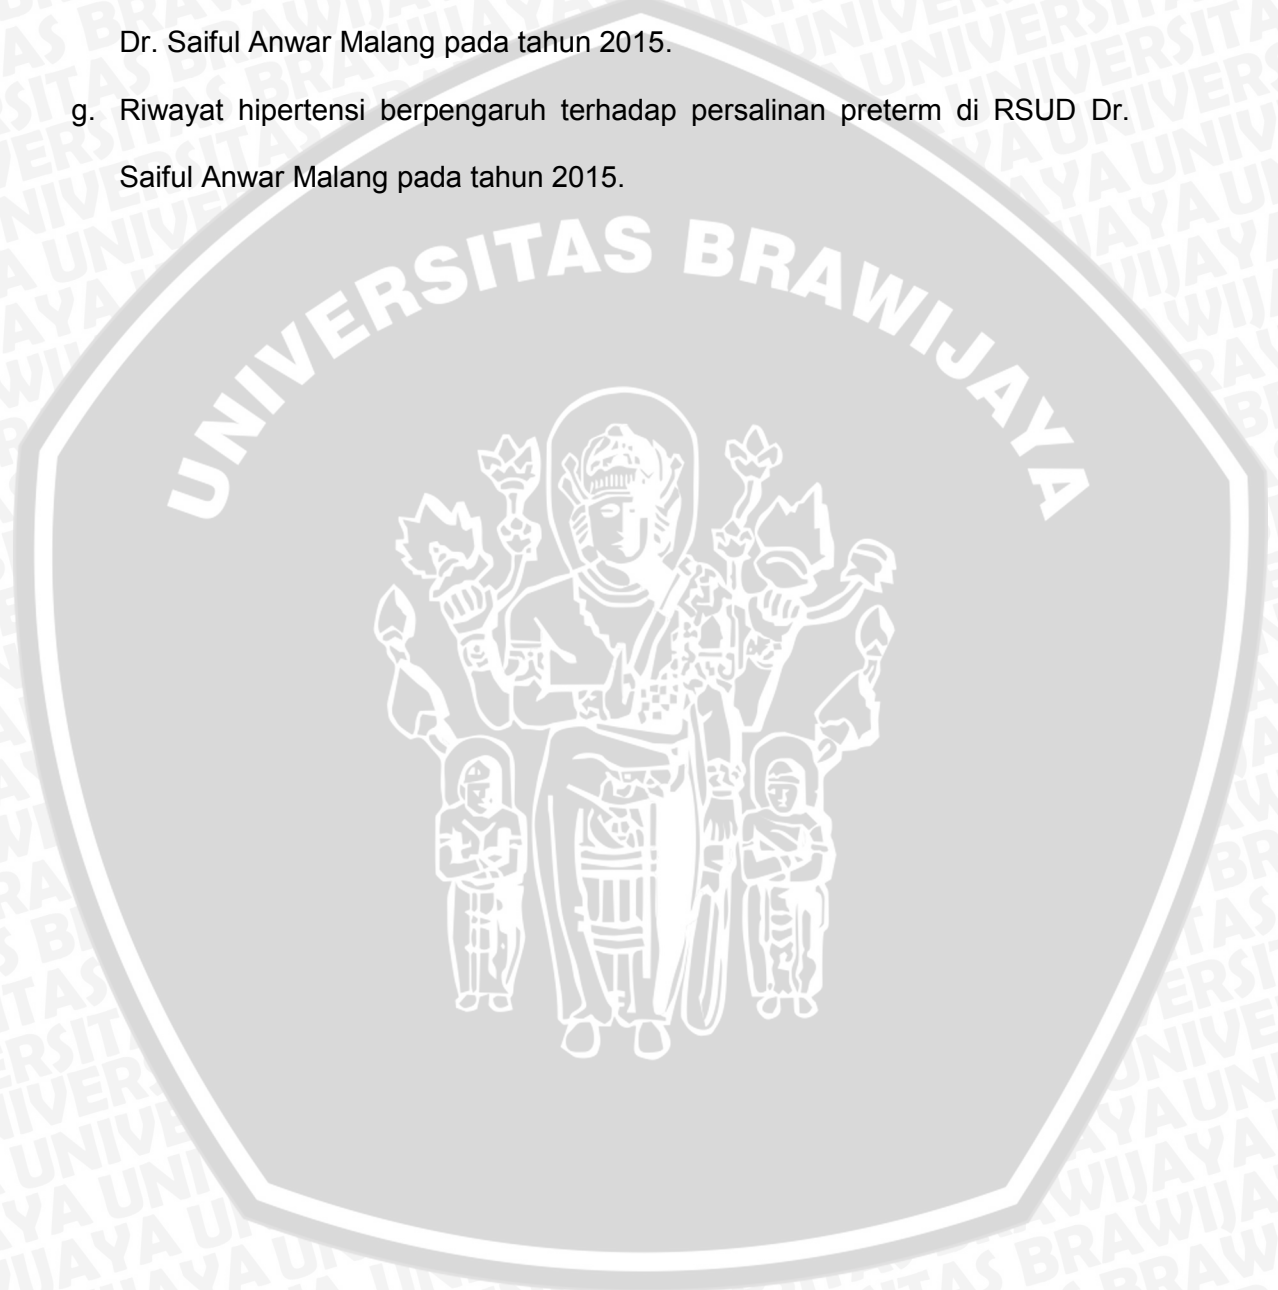 Dr. Saiful Anwar Malang pada tahun 2015.
g. Riwayat hipertensi berpengaruh terhadap persalinan preterm di RSUD Dr.
Saiful Anwar Malang pada tahun 2015.
UNIVERSITAS BRAWIJAYA